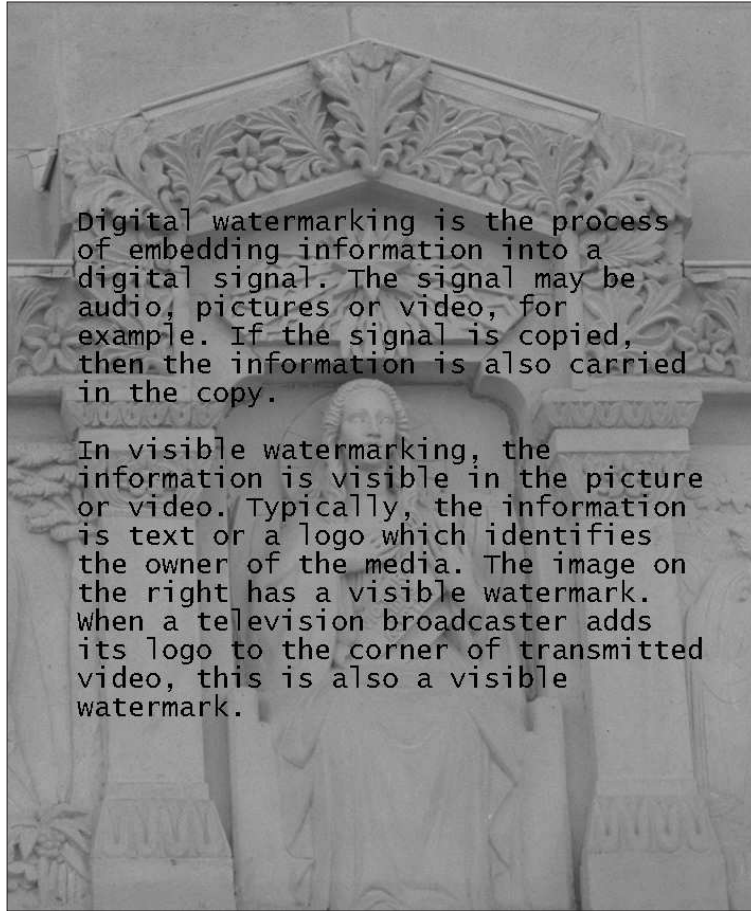 Digital watermarking is the process
of embedding information into a
digital signal. The signal may be
audio, pictures or video, for
example. If the signal is copied,
then the information is also carried
in the copy.
In visible watermarking, the
information is visible in the picture
or video. Typically, the information
is text or a logo which identifies
the owner of the media. The image on
the right has a visible watermark.
When a television broadcaster adds
its logo to the corner of transmitted
video, this is also a visible
watermark.